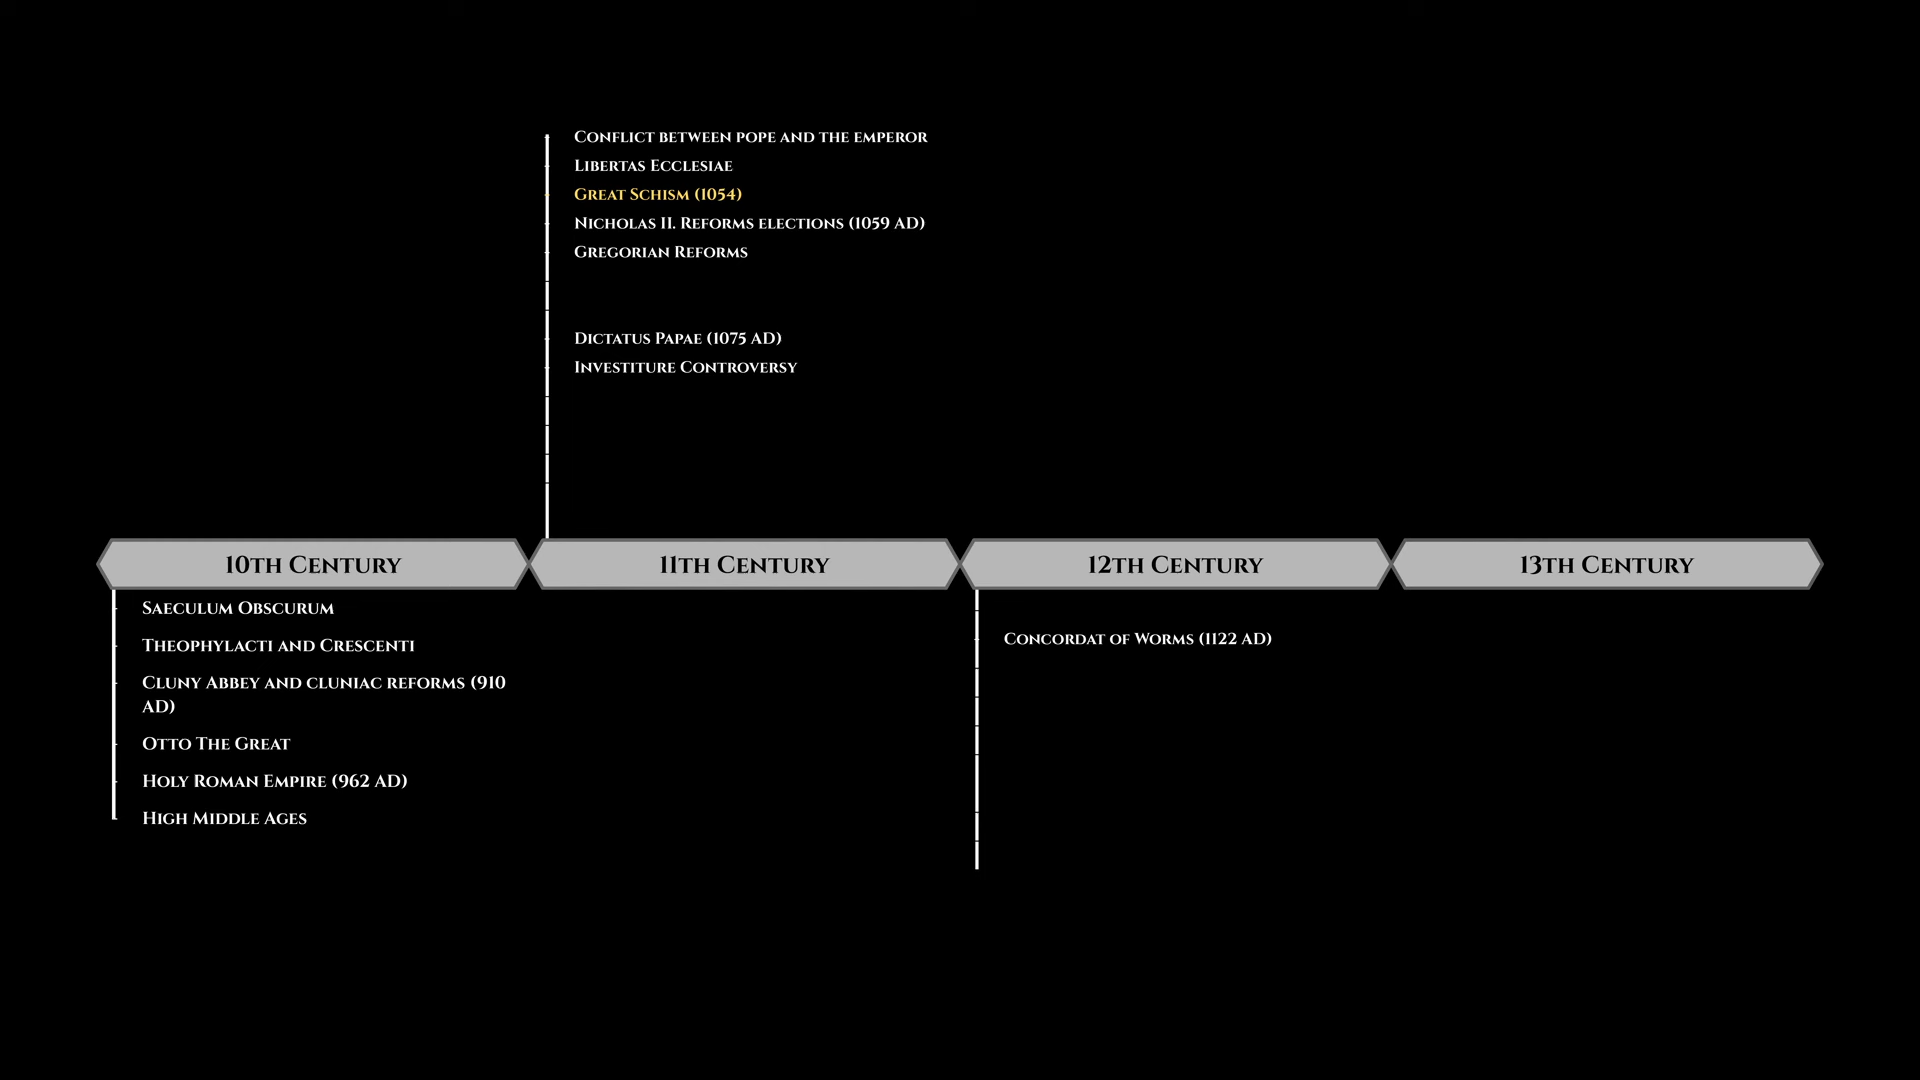 Conflict between pope and the emperor
Libertas Ecclesiae
Great Schism (1054)
Nicholas II. Reforms elections (1059 AD)
Gregorian Reforms
Dictatus Papae (1075 AD)
Investiture Controversy
10th Century
11th Century
12th Century
13th Century
Saeculum Obscurum
Theophylacti and Crescenti
Cluny Abbey and cluniac reforms (910
AD)
Otto The Great
Holy Roman Empire (962 AD)
High Middle Ages
Concordat of Worms (1122 AD)